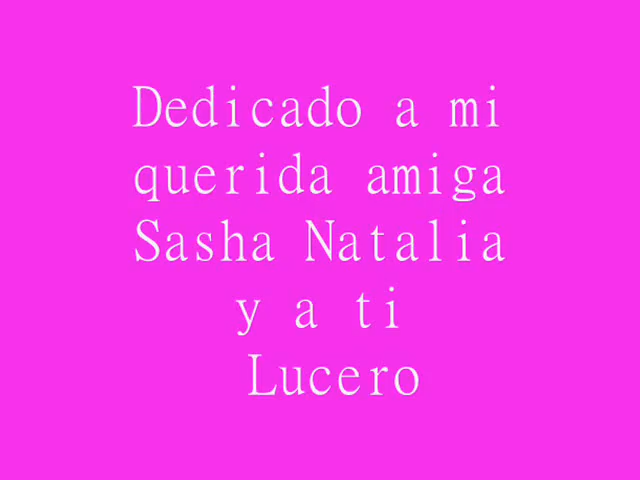 Dedicado a mi
querida amiga
Sasha Natalia
y a ti
Lucero